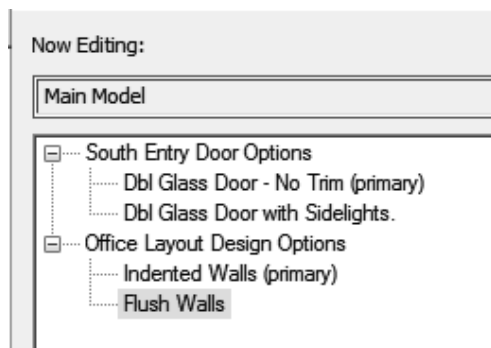 Now Editing:
Main Model
South Entry Door Options
Dbl Glass Door - No Trim (primary)
Dbl Glass Door with Sidelights.
Office Layout Design Options
Indented Walls (primary)
Flush Walls